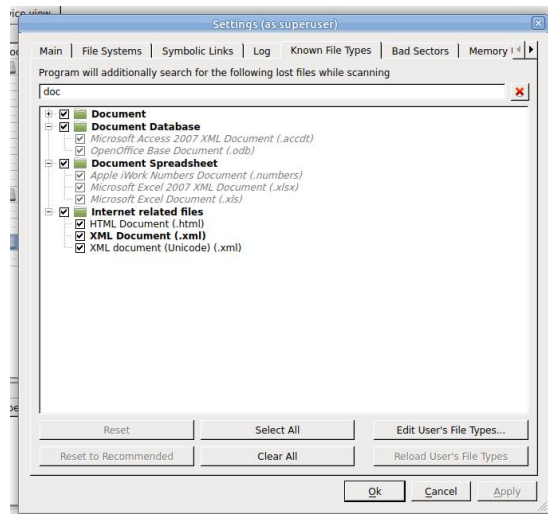 vice view
Settings (as superuser)
Main File Systems Symbolic Links Log Known File Types Bad Sectors Memory
Program will additionally search for the following lost files while scanning
doc
Document
Document Database
Microsoft Access 2007 XML Document (.accdt)
OpenOffice Base Document (.odb)
Document Spreadsheet
Apple iWork Numbers Document (.numbers)
Microsoft Excel 2007 XML Document (.xlsx)
Microsoft Excel Document (.xls)
Internet related files
HTML Document (.html)
XML Document (.xml)
XML document (Unicode) (.xml)
Reset Select All Edit User's File Types...
Reset to Recommended Clear All Reload User's File Types
Ok Cancel Apply